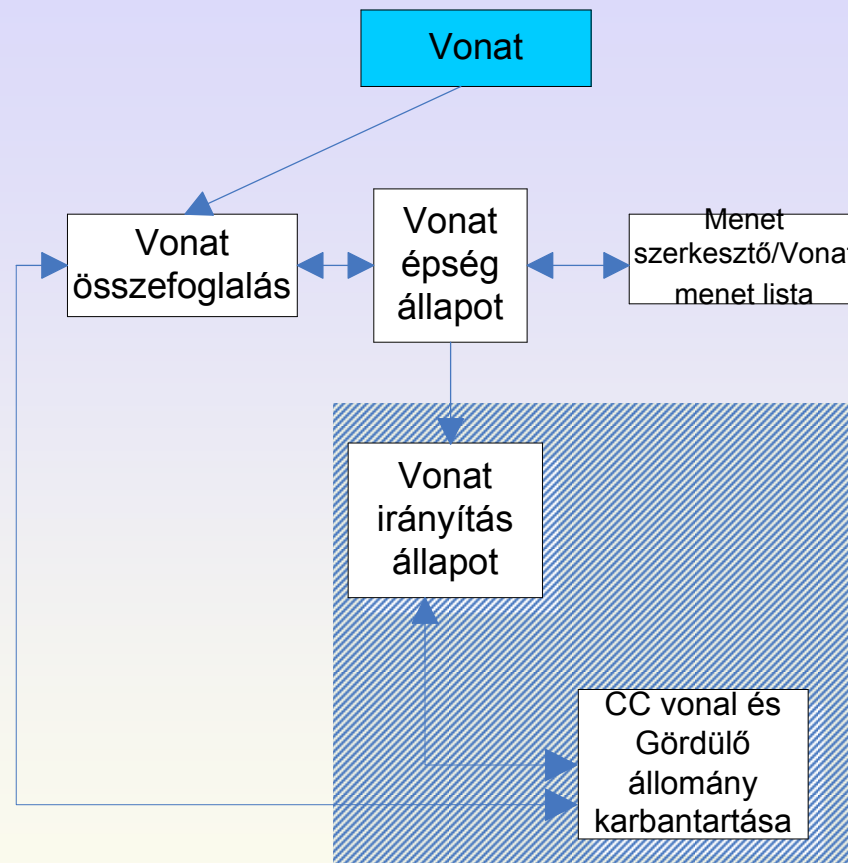 Vonat
Vonat
összefoglalás
Vonat
épség
állapot
Menet
szerkesztő/Vonat
menet lista
Vonat
irányítás
állapot
CC vonal és
Gördülő
állomány
karbantartása